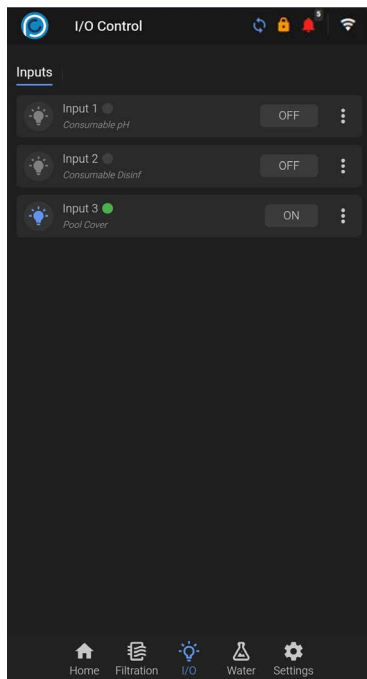 I/O Control
5
Inputs
Input 1
OFF
Consumable pH
Input 2
OFF
Consumable Disinf
Input 3
ON
Pool Cover
Home Filtration I/O Water Settings